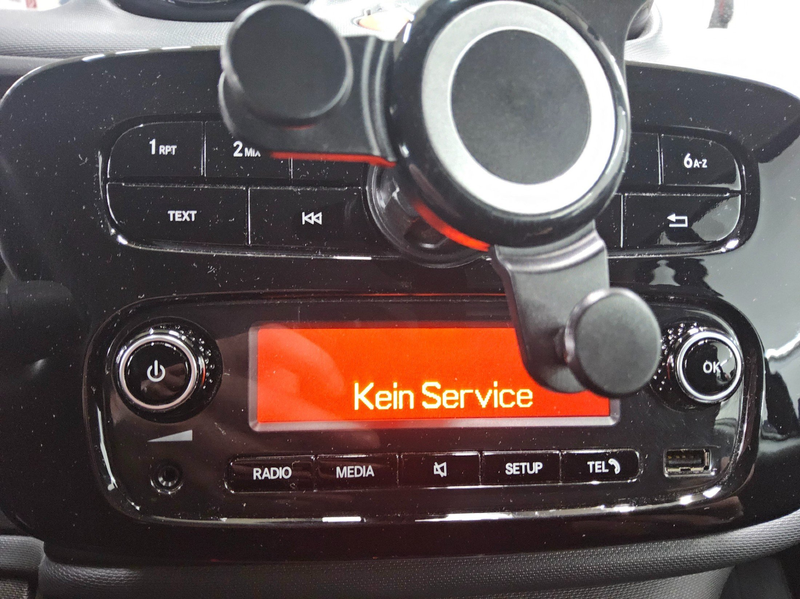 1 RPT
2 MIX
6 A-Z
TEXT
Kein Service
OK
RADIO
MEDIA
SETUP
TEL